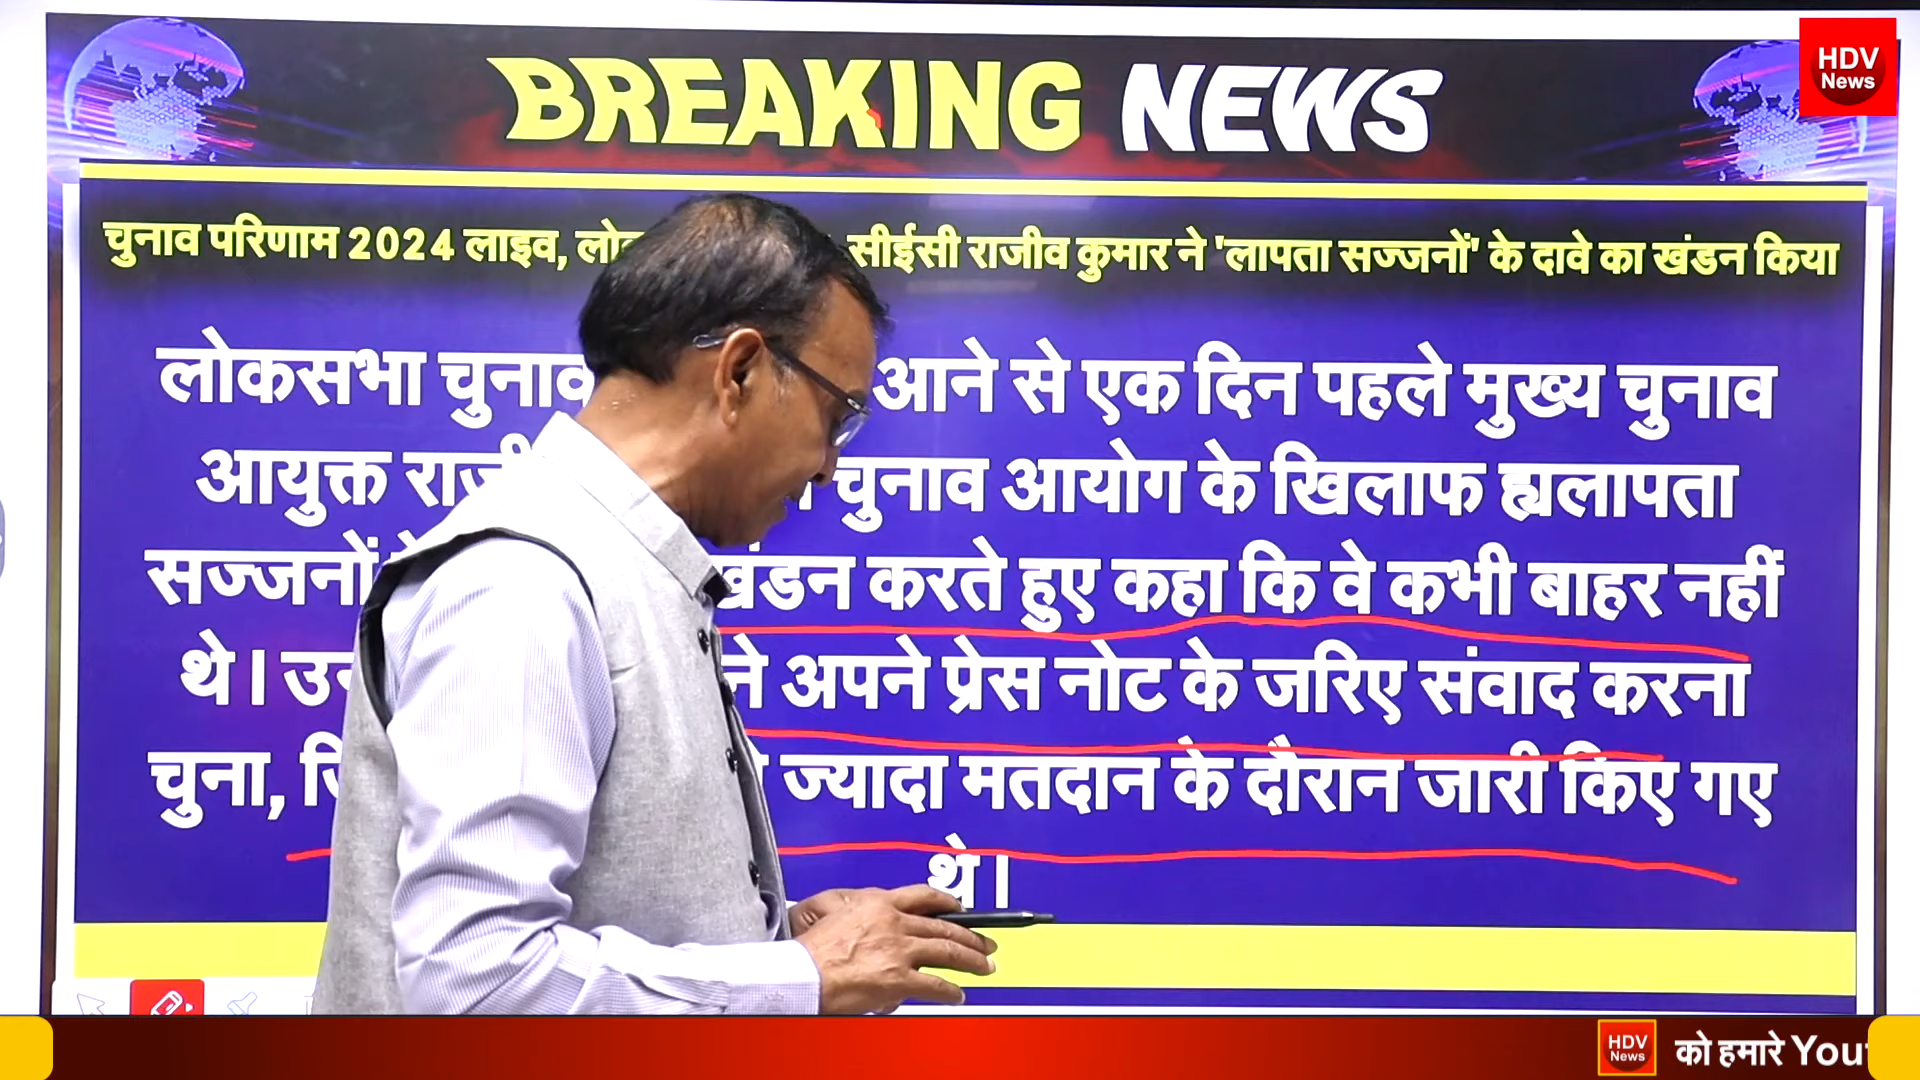 BREAKING NEWS
HDV
News
चुनाव परिणाम 2024 लाइव, सीईसी राजीव कुमार ने 'लापता सज्जनों' के दावे का खंडन किया
लोकसभा चुनाव आने से एक दिन पहले मुख्य चुनाव
आयुक्त चुनाव आयोग के खिलाफ ह्यलापता
सज्जनों खंडन करते हुए कहा कि वे कभी बाहर नहीं
थे। ने अपने प्रेस नोट के जरिए संवाद करना
चुना, ज्यादा मतदान के दौरान जारी किए गए
थे।
HDV
News
को हमारे